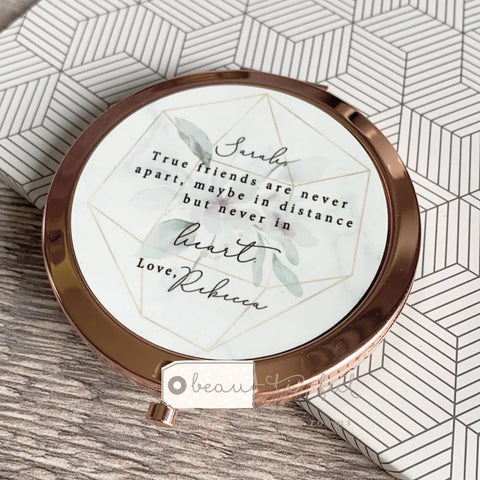 Sarah
True friends are never
apart, maybe in distance
but never in
heart
Love, Rebecca